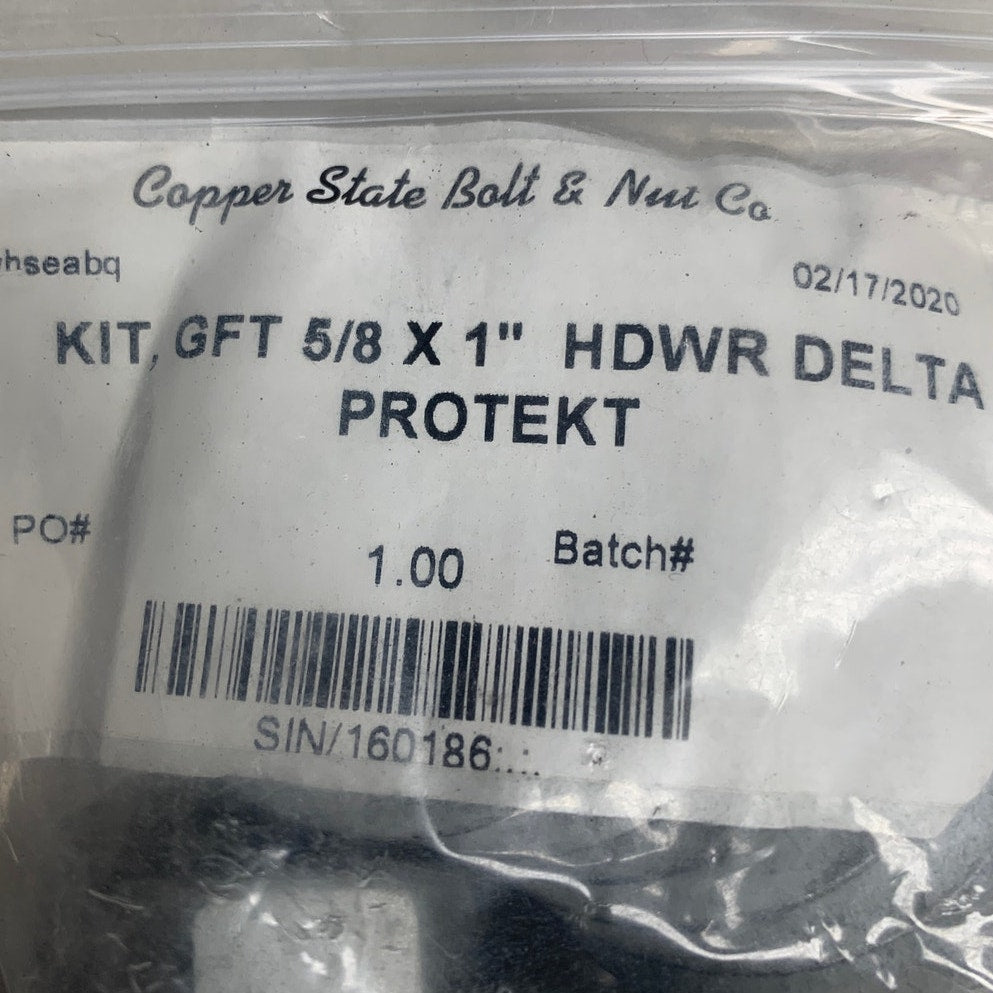 Copper State Bolt & Nut Co
whseabq
02/17/2020
KIT, GFT 5/8 X 1" HDWR DELTA
PROTEKT
PO#
1.00
Batch#
SIN/160186